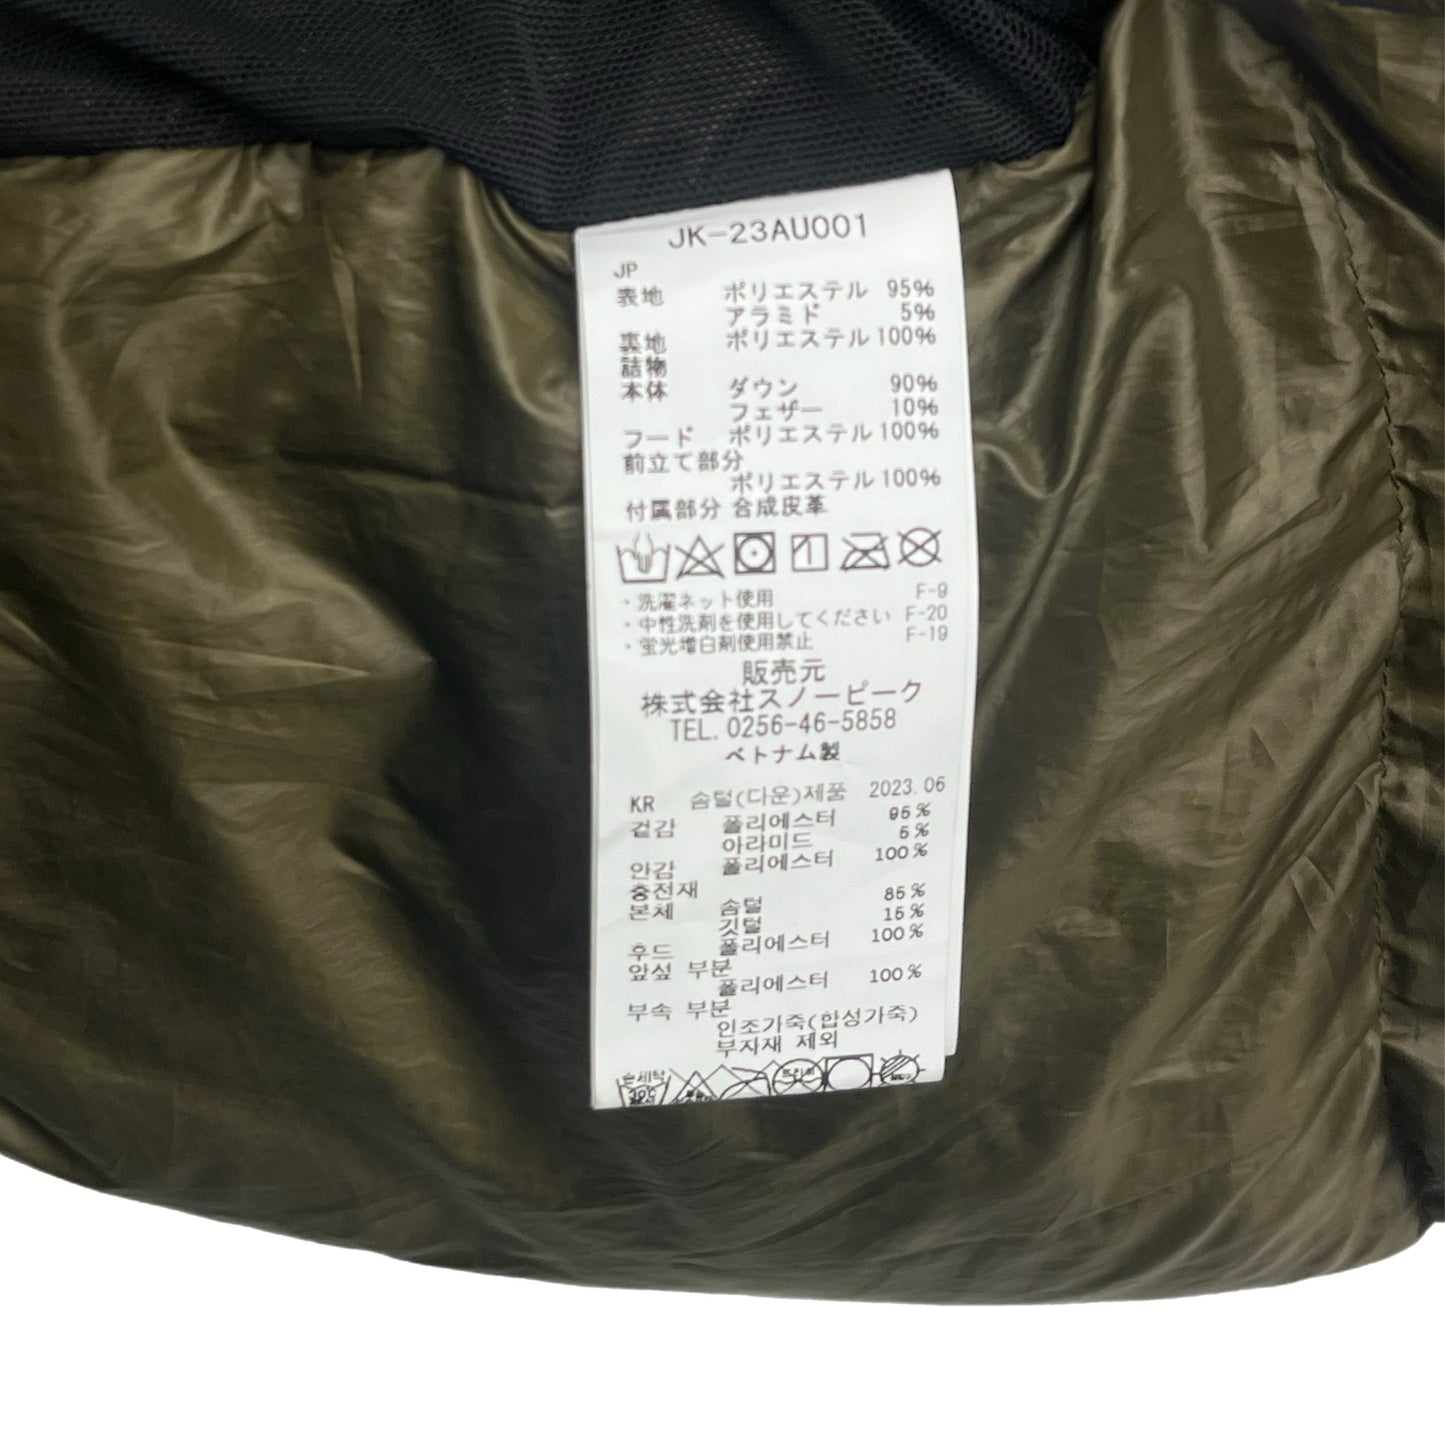 JK-23AU001
JP
表地 ポリエステル 95%
アラミド 5%
裏地 ポリエステル 100%
詰物
本体 ダウン 90%
フェザー 10%
フード ポリエステル 100%
前立て部分
ポリエステル 100%
付属部分 合成皮革
・洗濯ネット使用 F-9
・中性洗剤を使用してください F-20
・蛍光増白剤使用禁止 F-19
販売元
株式会社スノーピーク
TEL.0256-46-5858
ベトナム製
KR 솜털(다운)제품 2023.06
겉감 폴리에스터 95%
아라미드 5%
안감 폴리에스터 100%
충전재
본체 솜털 85%
깃털 15%
후드 폴리에스터 100%
앞섶 부분
폴리에스터 100%
부속 부분
인조가죽(합성가죽)
부자재 제외
손세탁
30℃